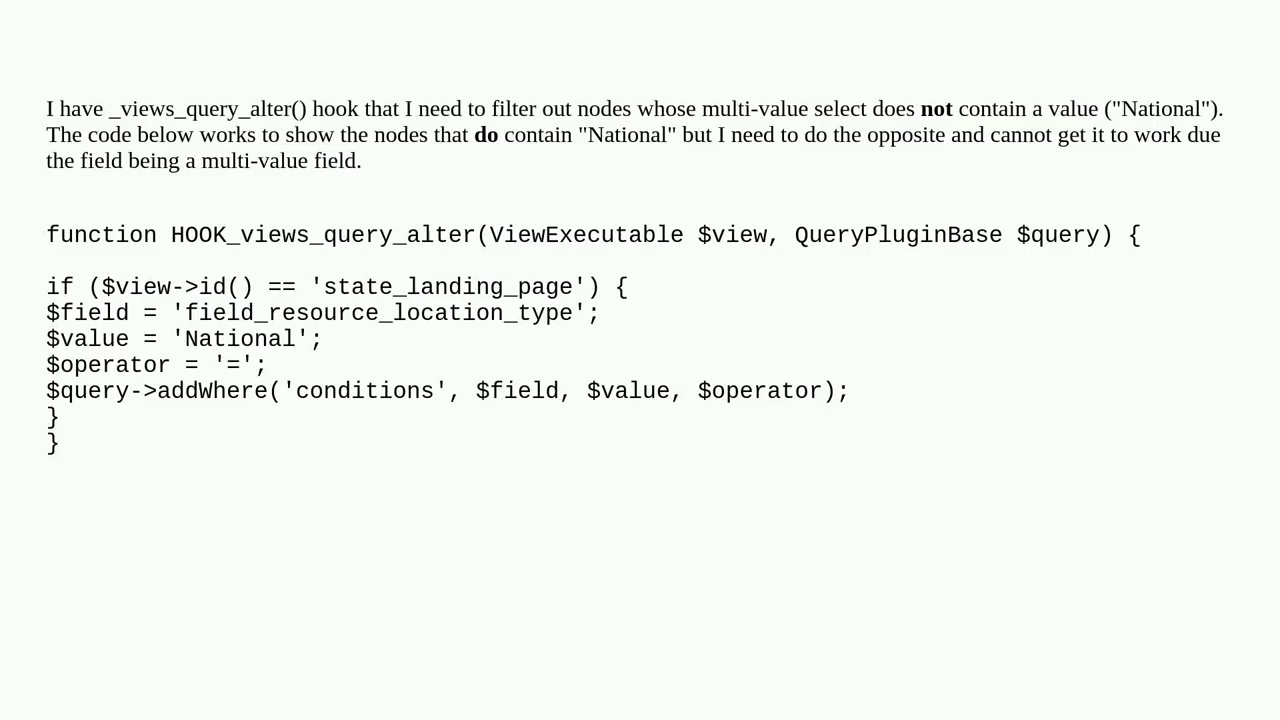 I have _views_query_alter() hook that I need to filter out nodes whose multi-value select does not contain a value ("National").
The code below works to show the nodes that do contain "National" but I need to do the opposite and cannot get it to work due
the field being a multi-value field.
function HOOK_views_query_alter(ViewExecutable $view, QueryPluginBase $query) {
if ($view->id() == 'state_landing_page') {
$field = 'field_resource_location_type';
$value = 'National';
$operator = '=';
$query->addWhere('conditions', $field, $value, $operator);
}
}